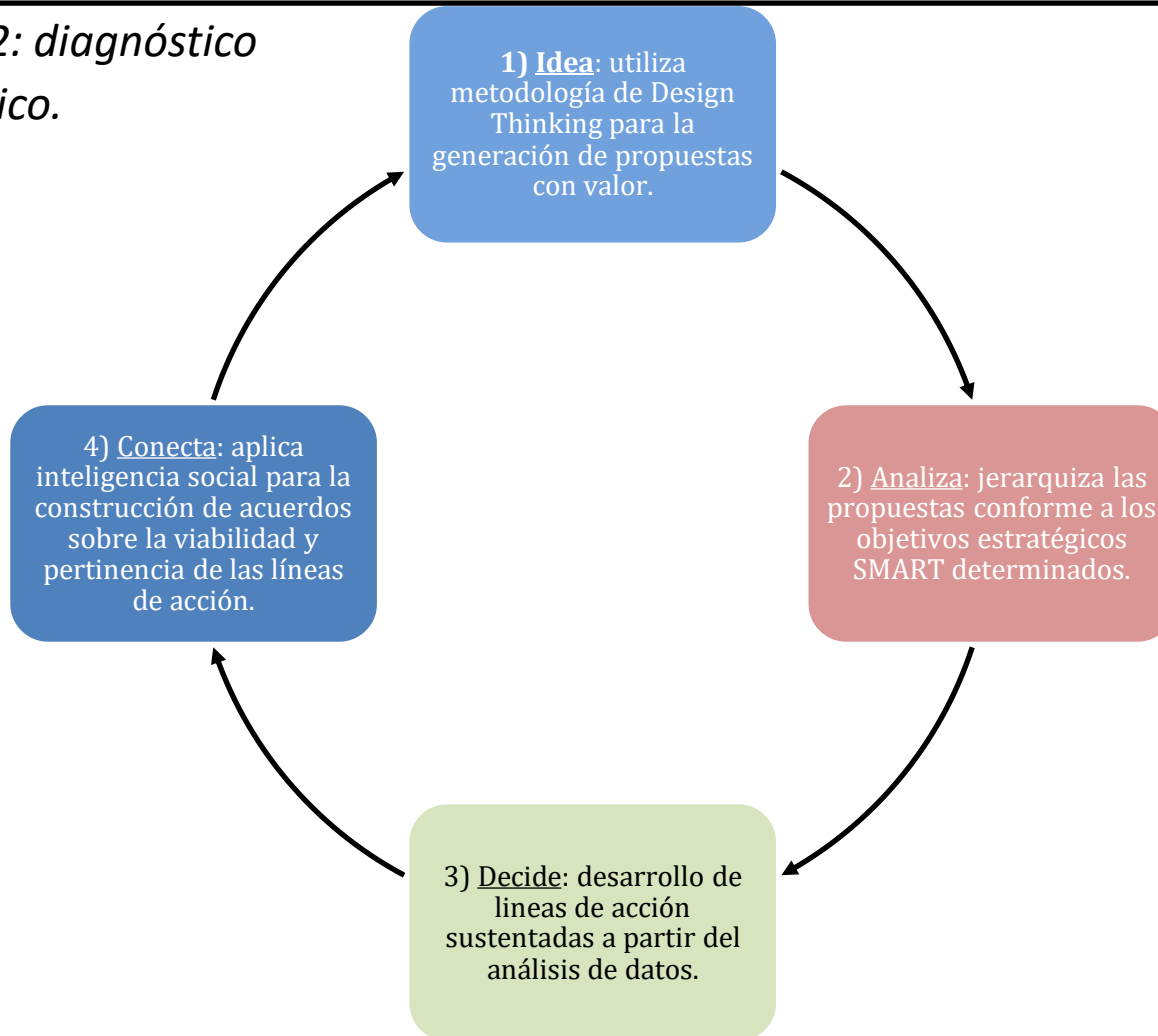 2: diagnóstico
ico.
1) Idea: utiliza
metodología de Design
Thinking para la
generación de propuestas
con valor.
2) Analiza: jerarquiza las
propuestas conforme a los
objetivos estratégicos
SMART determinados.
3) Decide: desarrollo de
lineas de acción
sustentadas a partir del
análisis de datos.
4) Conecta: aplica
inteligencia social para la
construcción de acuerdos
sobre la viabilidad y
pertinencia de las líneas
de acción.